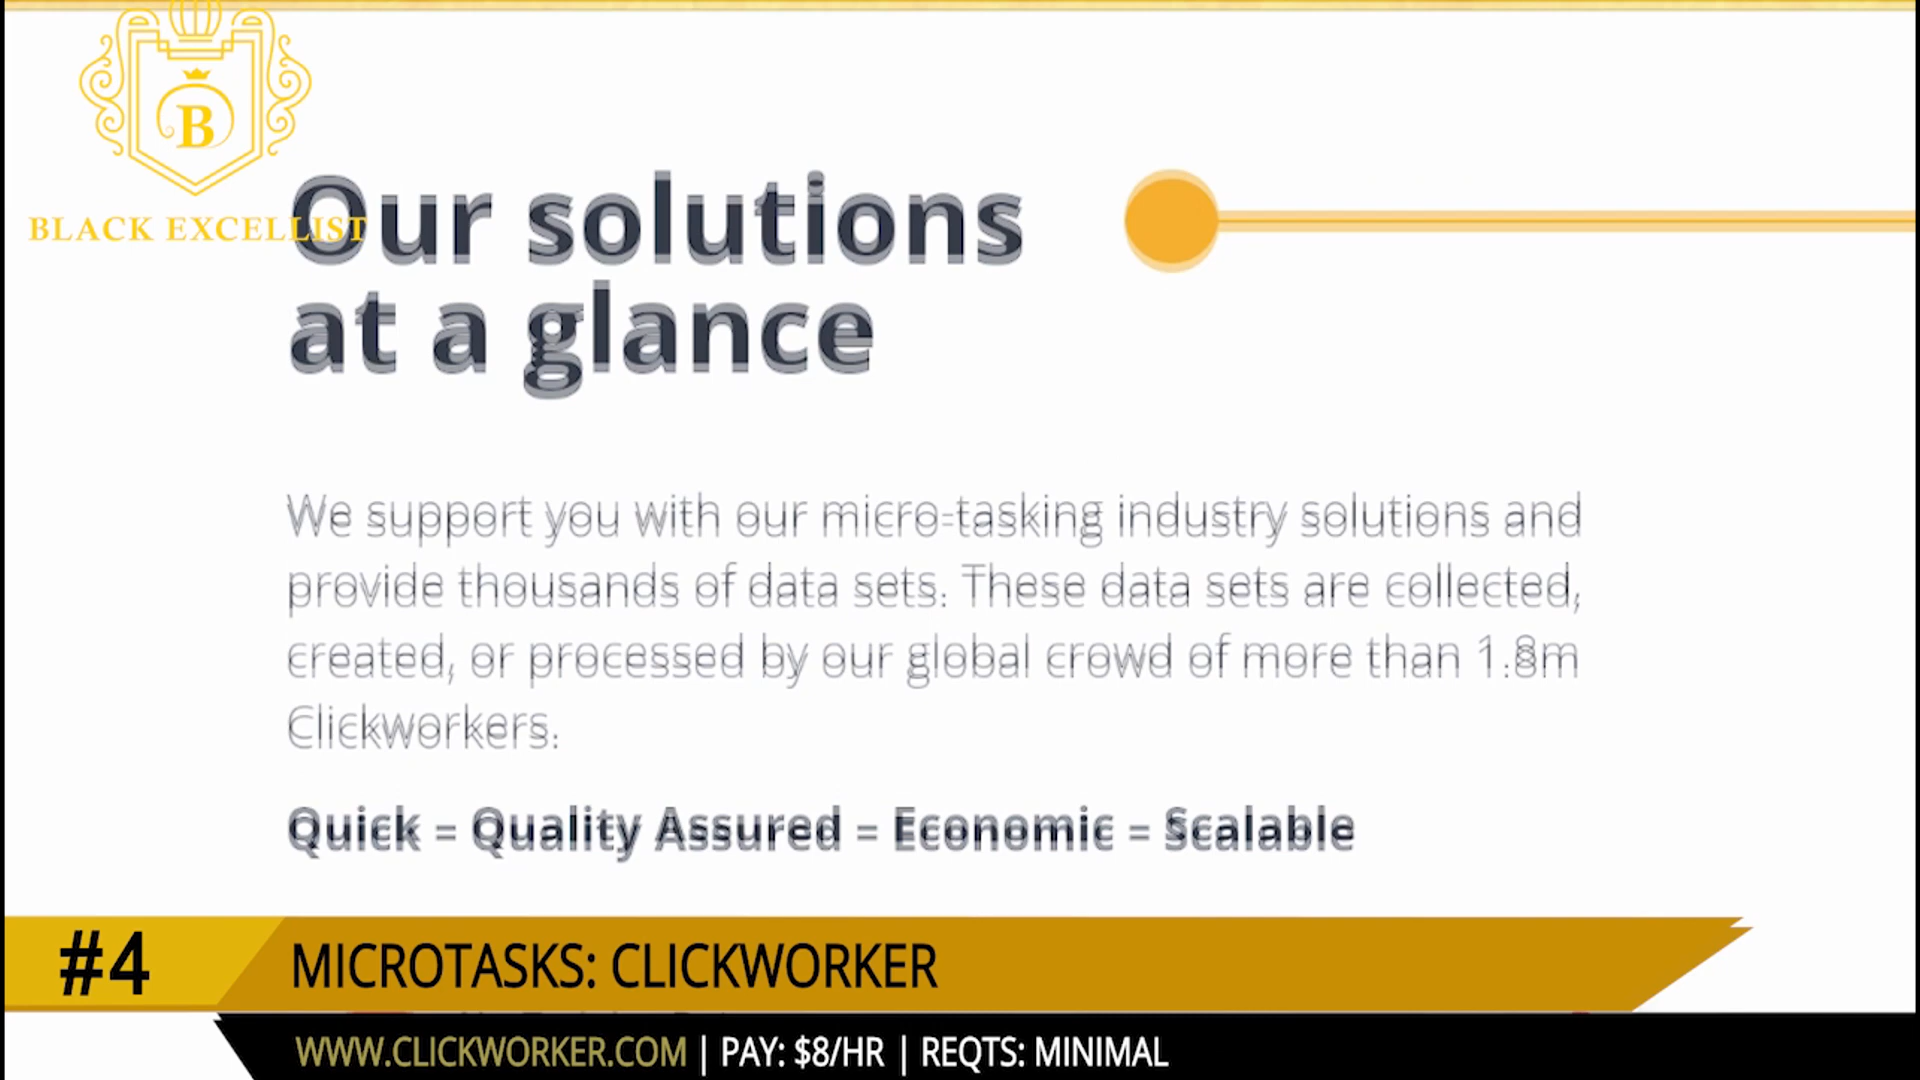 B
BLACK EXCELLIST
Our solutions
at a glance
We support you with our micro-tasking industry solutions and
provide thousands of data sets. These data sets are collected,
created, or processed by our global crowd of more than 1.8m
Clickworkers.
Quick = Quality Assured = Economic = Scalable
#4
MICROTASKS: CLICKWORKER
WWW.CLICKWORKER.COM | PAY: $8/HR | REQTS: MINIMAL